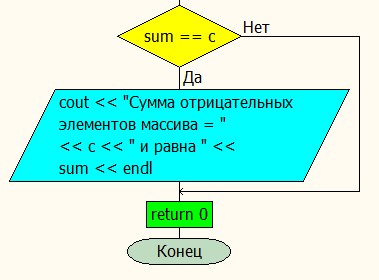 sum == c
Нет
Да
cout << "Сумма отрицательных
элементов массива = "
<< c << " и равна " <<
sum << endl
return 0
Конец